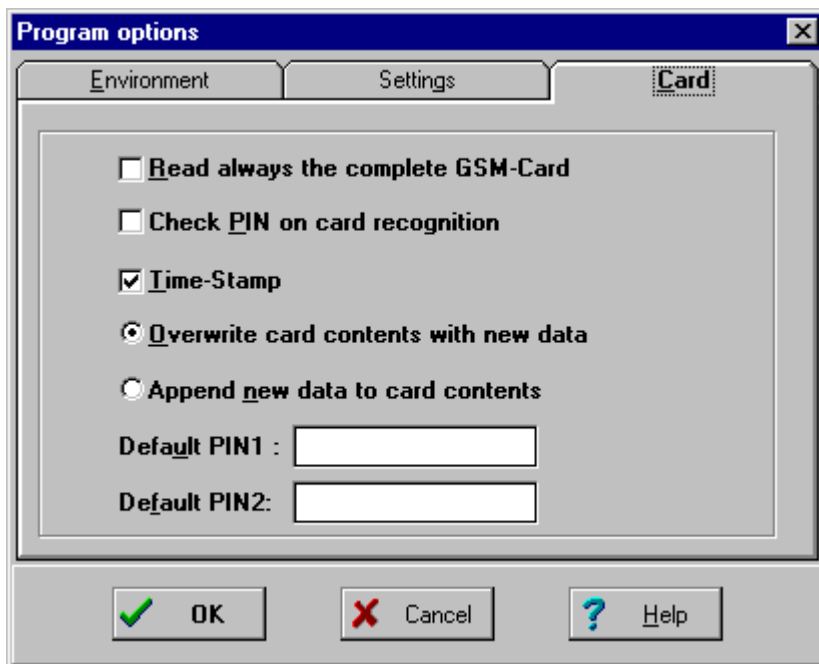 Program options
Environment Settings Card
Read always the complete GSM-Card
Check PIN on card recognition
Time-Stamp
Overwrite card contents with new data
Append new data to card contents
Default PIN1 :
Default PIN2:
OK Cancel Help